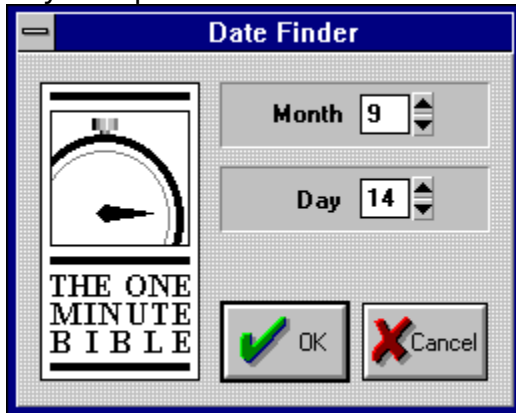 Date Finder
Month 9
Day 14
THE ONE
MINUTE
BIBLE
OK
Cancel